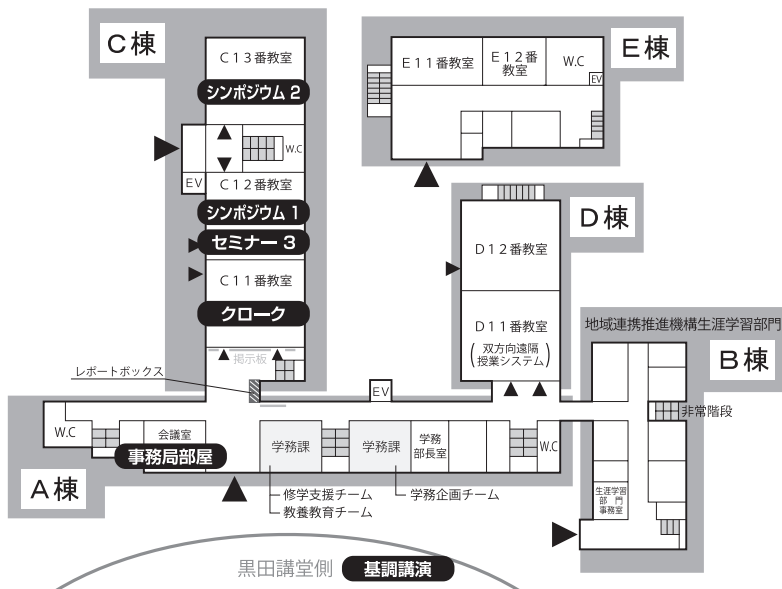 C棟
C13番教室
シンポジウム 2
W.C
EV
C12番教室
シンポジウム 1
セミナー 3
C11番教室
クローク
掲示板
レポートボックス
E棟
E11番教室
E12番
教室
W.C
EV
D棟
D12番教室
D11番教室
(双方向遠隔
授業システム)
地域連携推進機構生涯学習部門
B棟
非常階段
生涯学習
部 門
事務室
EV
A棟
W.C
会議室
事務局部屋
学務課
学務課
学務
部長室
W.C
修学支援チーム
教養教育チーム
学務企画チーム
黒田講堂側
基調講演